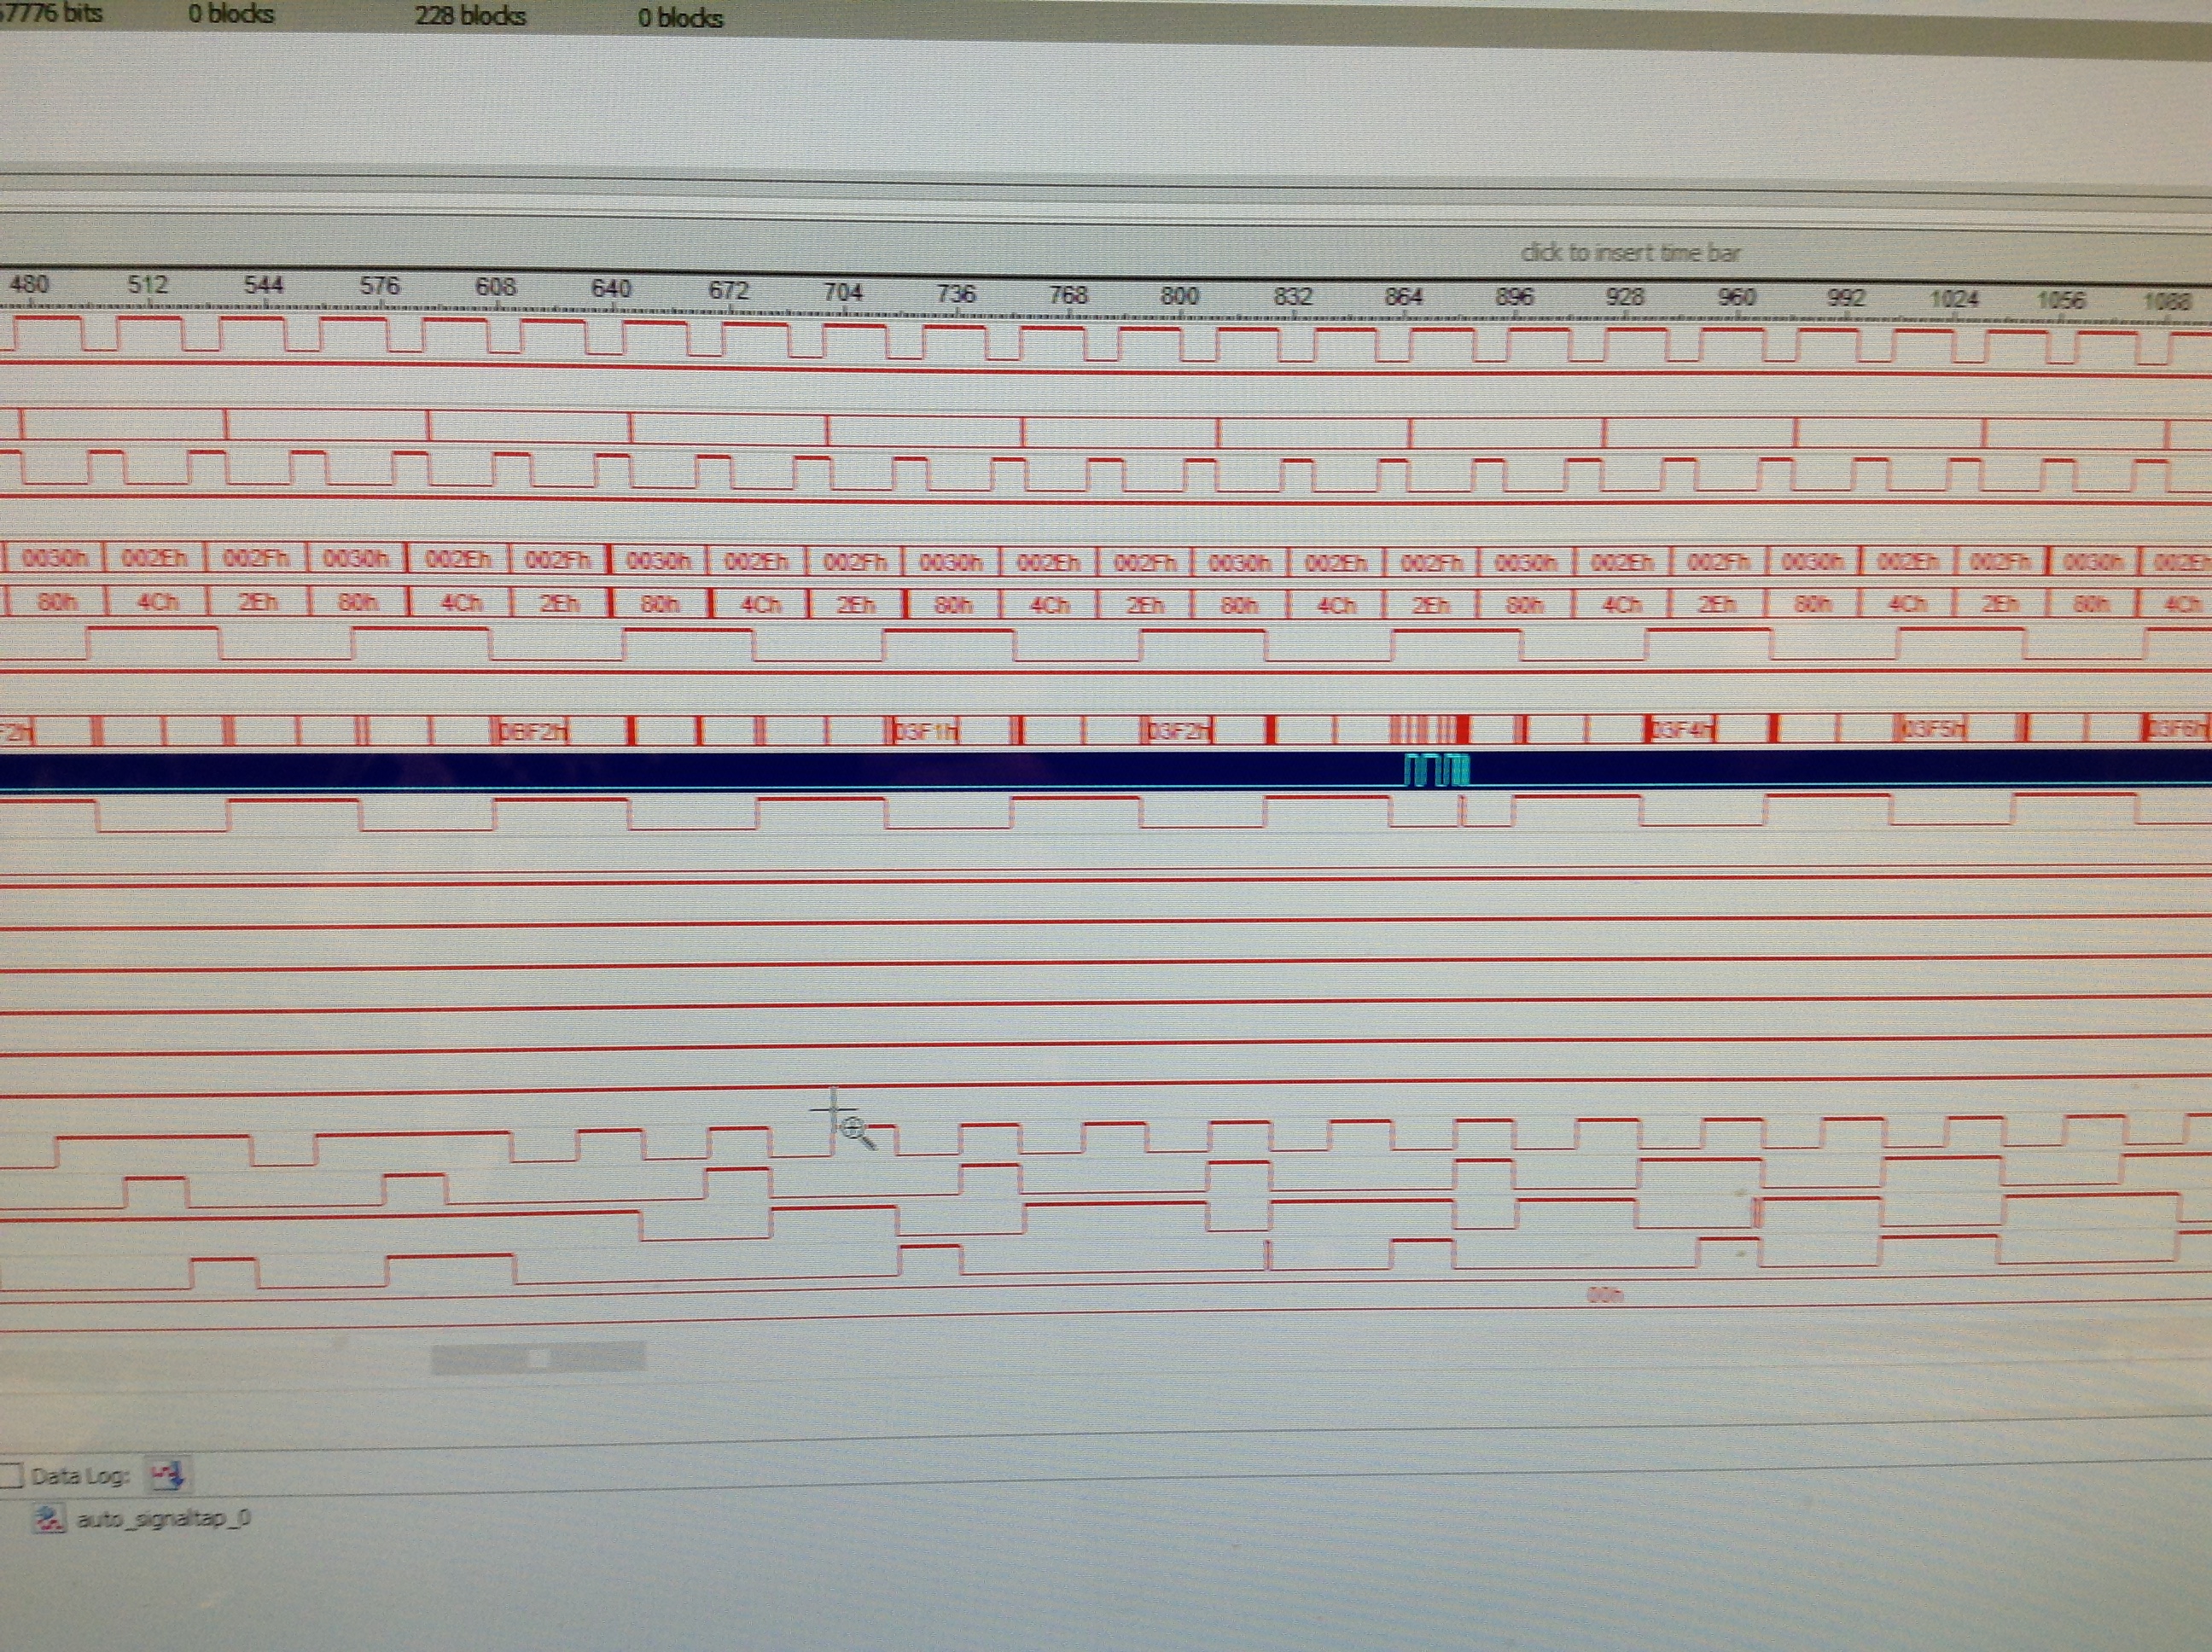 7776 bits 0 blocks 228 blocks 0 blocks
click to insert time bar
480 512 544 576 608 640 672 704 736 768 800 832 864 896 928 960 992 1024 1056 1088
0030h 002Eh 002Fh 0030h 002Eh 002Fh 0030h 002Eh 002Fh 0030h 002Eh 002Fh 0030h 002Eh 002Fh 0030h 002Eh 002Fh 0030h 002Eh 002Fh 0030h 002Eh
80h 4Ch 2Eh 80h 4Ch 2Eh 80h 4Ch 2Eh 80h 4Ch 2Eh 80h 4Ch 2Eh 80h 4Ch 2Eh 80h 4Ch 2Eh 80h 4Ch
F2h 03F1h 03F2h 03F4h 03F5h 03F6h
00h
Data Log:
auto_signaltap_0